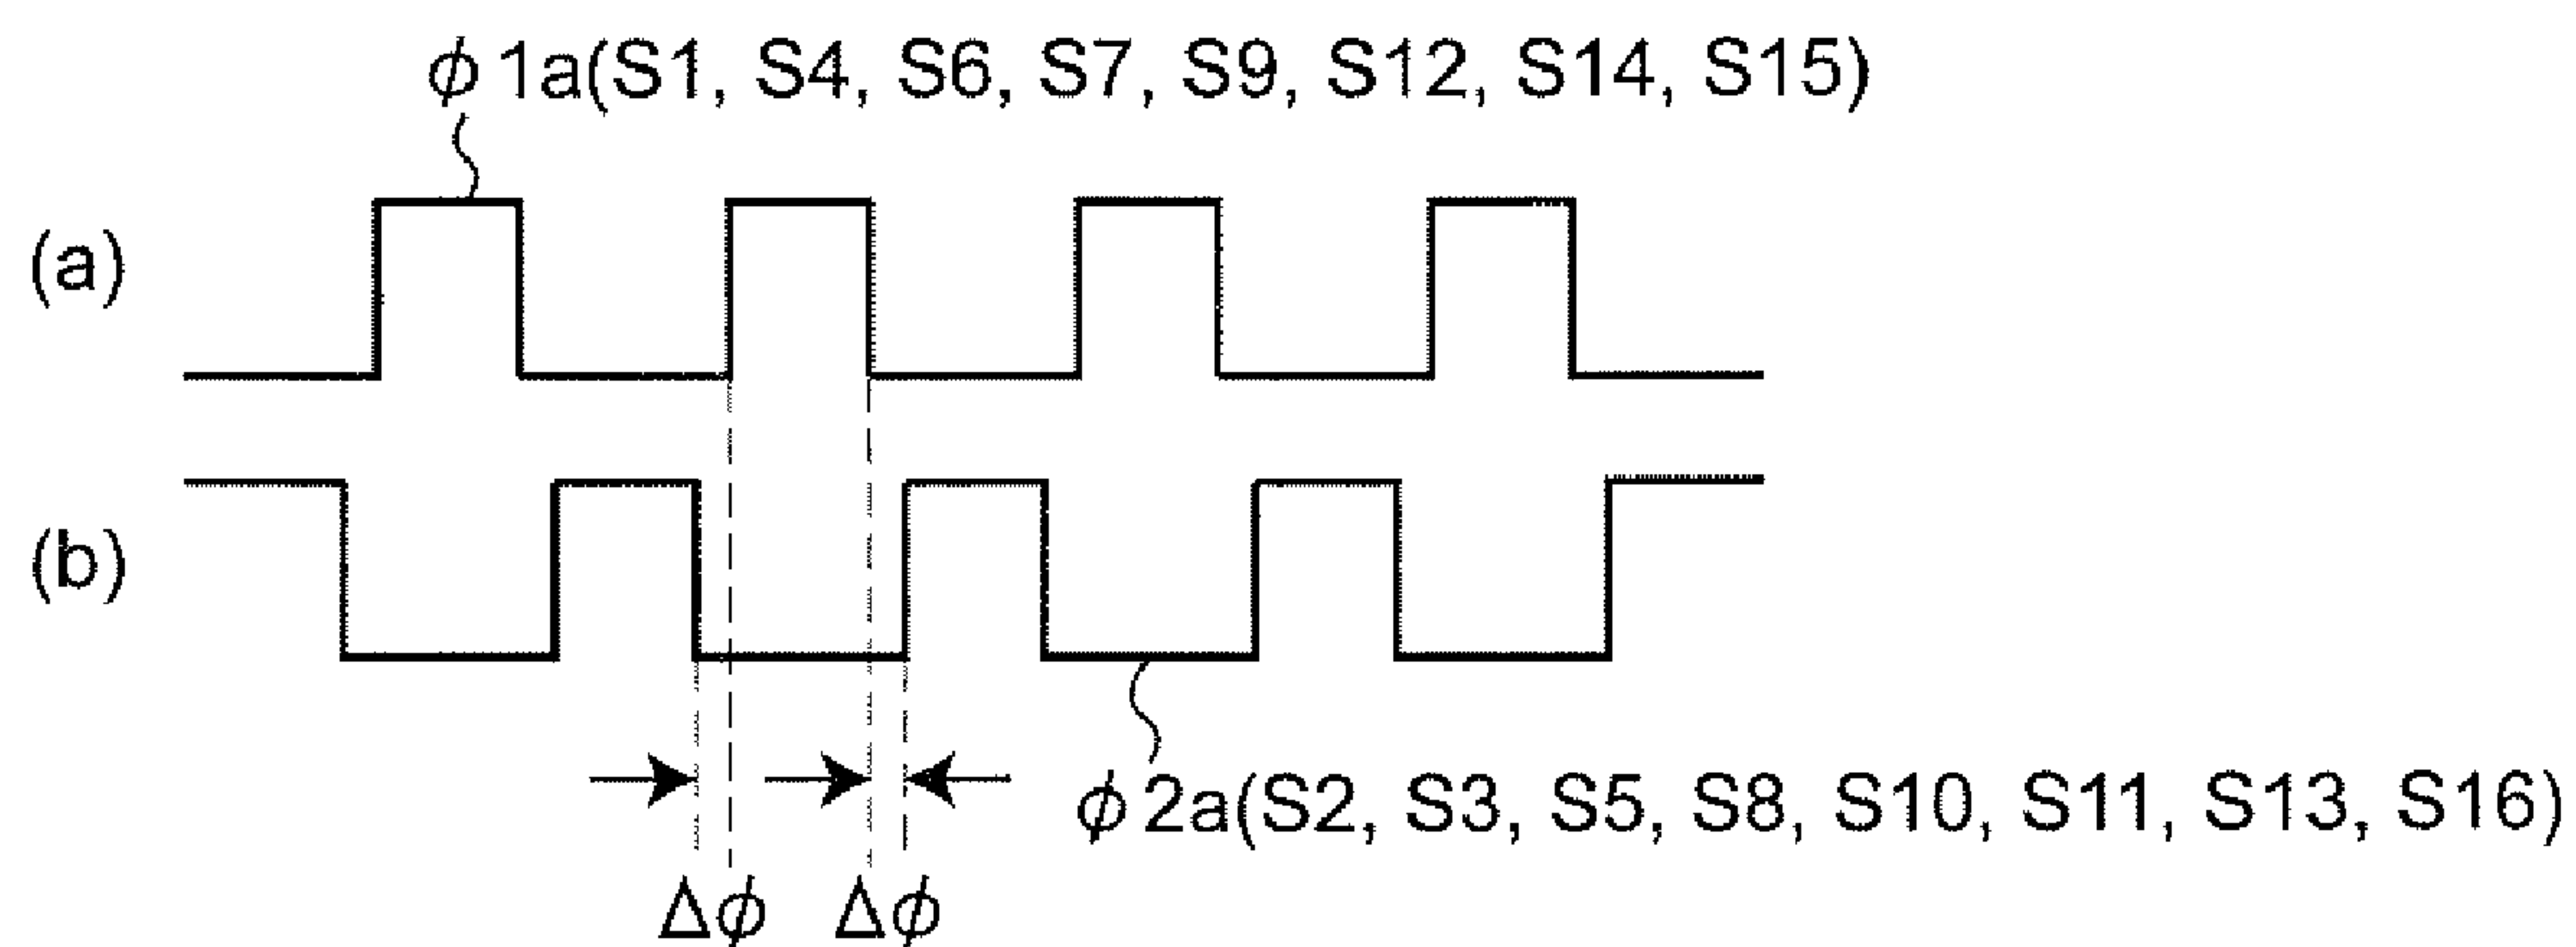 ϕ1a(S1, S4, S6, S7, S9, S12, S14, S15)
(a)
(b)
ϕ2a(S2, S3, S5, S8, S10, S11, S13, S16)
Δϕ Δϕ